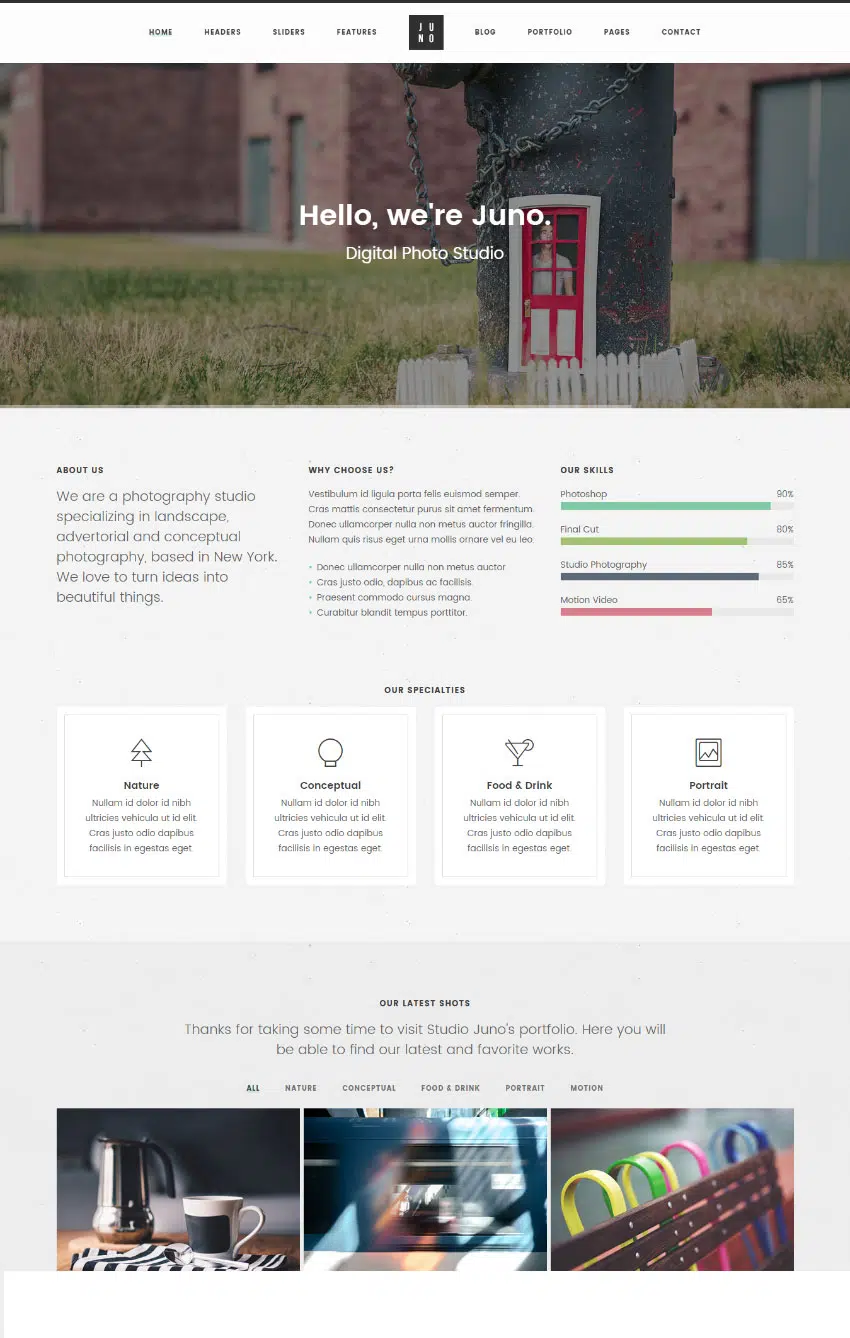 HOME HEADERS SLIDERS FEATURES JU BLOG PORTFOLIO PAGES CONTACT
NO
Hello, we're Juno.
Digital Photo Studio
ABOUT US
We are a photography studio
specializing in landscape,
advertorial and conceptual
photography, based in New York.
We love to turn ideas into
beautiful things.
WHY CHOOSE US?
Vestibulum id ligula porta felis euismod semper.
Cras mattis consectetur purus sit amet fermentum.
Donec ullamcorper nulla non metus auctor fringilla.
Nullam quis risus eget urna mollis ornare vel eu leo.
• Donec ullamcorper nulla non metus auctor
• Cras justo odio, dapibus ac facilisis.
• Praesent commodo cursus magna.
• Curabitur blandit tempus porttitor.
OUR SKILLS
Photoshop 90%
Final Cut 80%
Studio Photography 85%
Motion Video 65%
OUR SPECIALTIES
Nature
Nullam id dolor id nibh
ultricies vehicula ut id elit.
Cras justo odio dapibus
facilisis in egestas eget.
Conceptual
Nullam id dolor id nibh
ultricies vehicula ut id elit.
Cras justo odio dapibus
facilisis in egestas eget.
Food & Drink
Nullam id dolor id nibh
ultricies vehicula ut id elit.
Cras justo odio dapibus
facilisis in egestas eget.
Portrait
Nullam id dolor id nibh
ultricies vehicula ut id elit.
Cras justo odio dapibus
facilisis in egestas eget.
OUR LATEST SHOTS
Thanks for taking some time to visit Studio Juno's portfolio. Here you will
be able to find our latest and favorite works.
ALL NATURE CONCEPTUAL FOOD & DRINK PORTRAIT MOTION